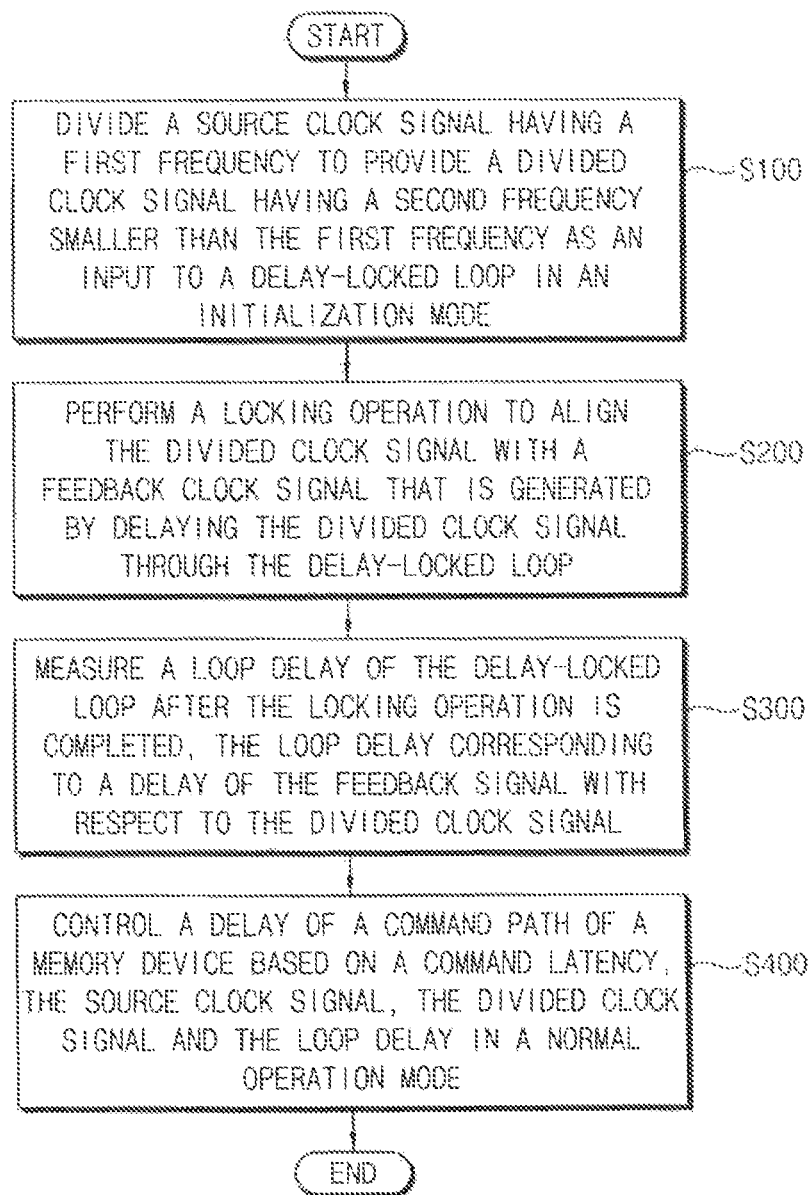 START
DIVIDE A SOURCE CLOCK SIGNAL HAVING A
FIRST FREQUENCY TO PROVIDE A DIVIDED
CLOCK SIGNAL HAVING A SECOND FREQUENCY
SMALLER THAN THE FIRST FREQUENCY AS AN
INPUT TO A DELAY-LOCKED LOOP IN AN
INITIALIZATION MODE
S100
PERFORM A LOCKING OPERATION TO ALIGN
THE DIVIDED CLOCK SIGNAL WITH A
FEEDBACK CLOCK SIGNAL THAT IS GENERATED
BY DELAYING THE DIVIDED CLOCK SIGNAL
THROUGH THE DELAY-LOCKED LOOP
S200
MEASURE A LOOP DELAY OF THE DELAY-LOCKED
LOOP AFTER THE LOCKING OPERATION IS
COMPLETED, THE LOOP DELAY CORRESPONDING
TO A DELAY OF THE FEEDBACK SIGNAL WITH
RESPECT TO THE DIVIDED CLOCK SIGNAL
S300
CONTROL A DELAY OF A COMMAND PATH OF A
MEMORY DEVICE BASED ON A COMMAND LATENCY,
THE SOURCE CLOCK SIGNAL, THE DIVIDED CLOCK
SIGNAL AND THE LOOP DELAY IN A NORMAL
OPERATION MODE
S400
END